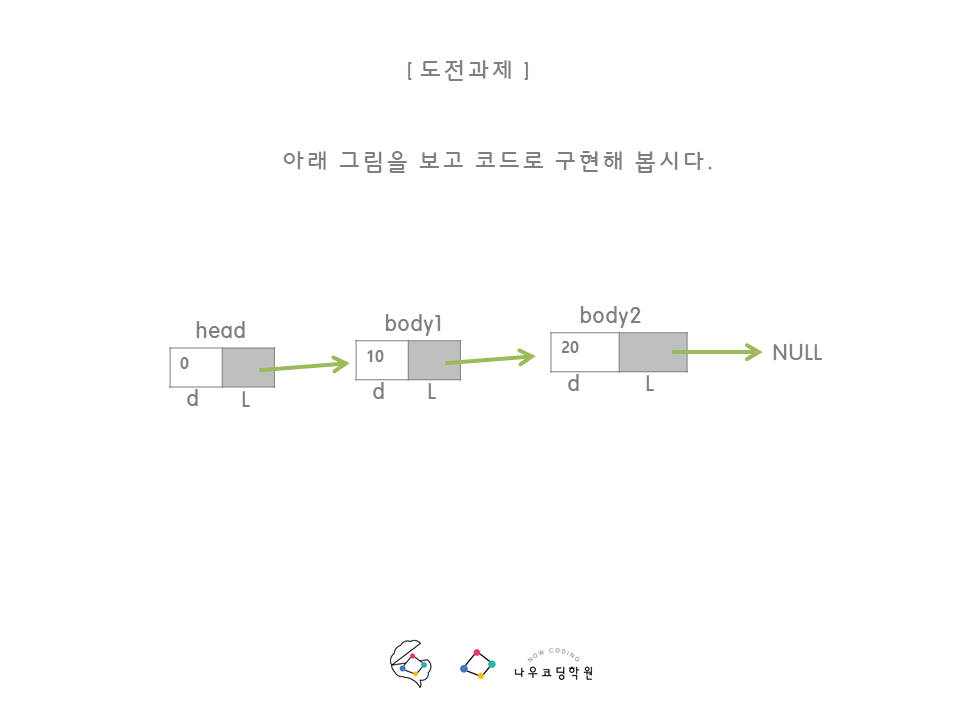 [ 도전과제 ]
아래 그림을 보고 코드로 구현해 봅시다.
head
0
d L
body1
10
d L
body2
20
d L
NULL
NOW CODING
나우코딩학원